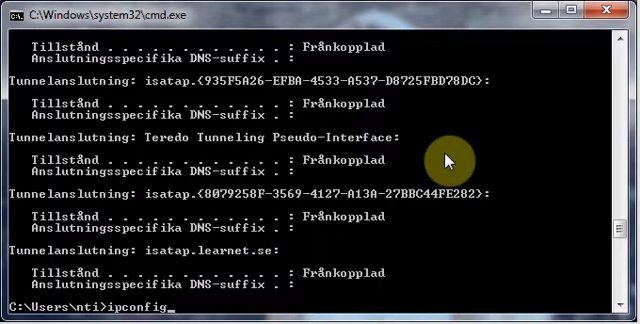 C:\Windows\system32\cmd.exe
Tillstånd . . . . . . . . . . . . : Frånkopplad
Anslutningsspecifika DNS-suffix . :
Tunnelanslutning: isatap.{935F5A26-EFBA-4533-A537-D8725FBD78DC}:
Tillstånd . . . . . . . . . . . . : Frånkopplad
Anslutningsspecifika DNS-suffix . :
Tunnelanslutning: Teredo Tunneling Pseudo-Interface:
Tillstånd . . . . . . . . . . . . : Frånkopplad
Anslutningsspecifika DNS-suffix . :
Tunnelanslutning: isatap.{8079258F-3569-4127-A13A-27BBC44FE282}:
Tillstånd . . . . . . . . . . . . : Frånkopplad
Anslutningsspecifika DNS-suffix . :
Tunnelanslutning: isatap.learnet.se:
Tillstånd . . . . . . . . . . . . : Frånkopplad
Anslutningsspecifika DNS-suffix . :
C:\Users\nti>ipconfig_